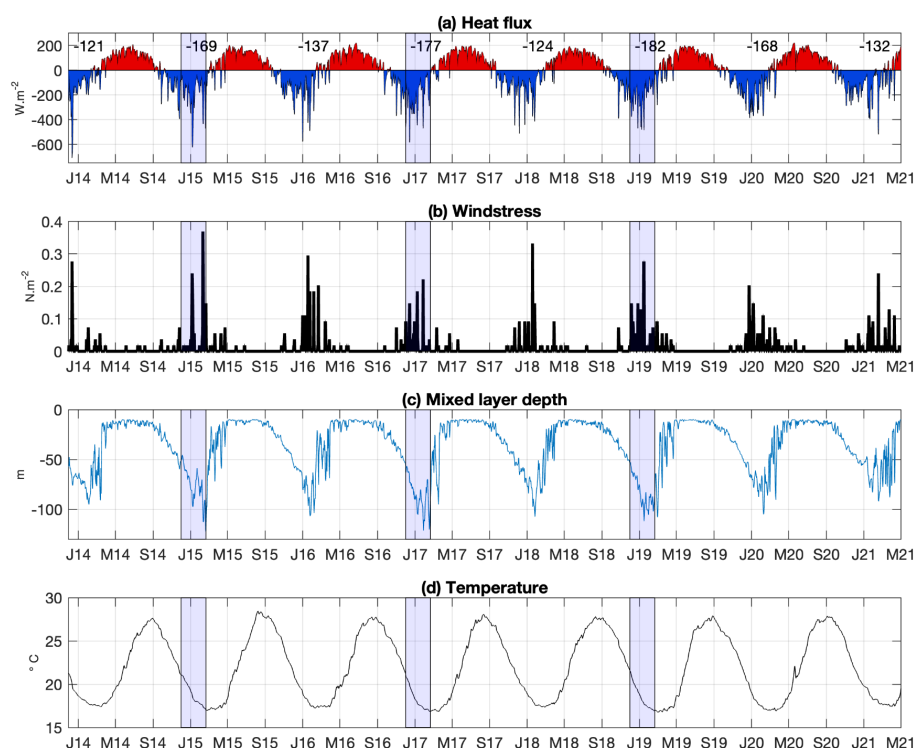 (a) Heat flux
-121 -169 -137 -177 -124 -182 -168 -132
200
0
-200
-400
-600
W.m-2
J14 M14 S14 J15 M15 S15 J16 M16 S16 J17 M17 S17 J18 M18 S18 J19 M19 S19 J20 M20 S20 J21 M21
(b) Windstress
0.4
0.3
0.2
0.1
0
N.m-2
J14 M14 S14 J15 M15 S15 J16 M16 S16 J17 M17 S17 J18 M18 S18 J19 M19 S19 J20 M20 S20 J21 M21
(c) Mixed layer depth
0
-50
-100
m
J14 M14 S14 J15 M15 S15 J16 M16 S16 J17 M17 S17 J18 M18 S18 J19 M19 S19 J20 M20 S20 J21 M21
(d) Temperature
30
25
20
15
° C
J14 M14 S14 J15 M15 S15 J16 M16 S16 J17 M17 S17 J18 M18 S18 J19 M19 S19 J20 M20 S20 J21 M21